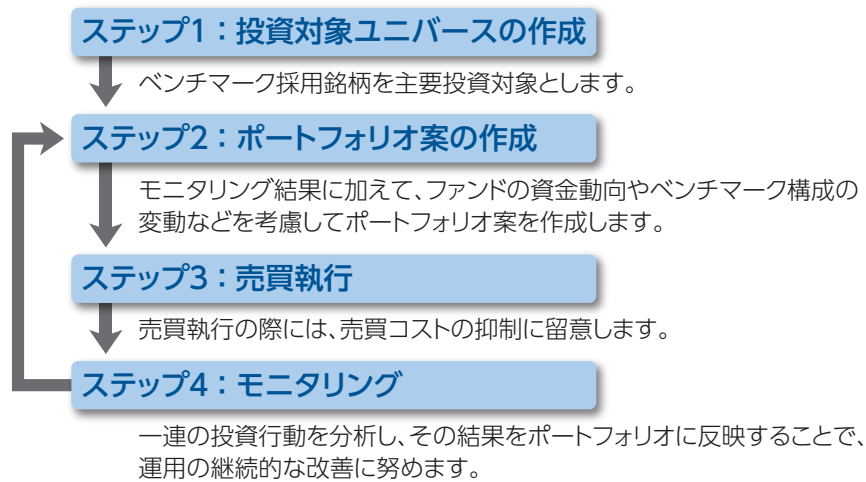 ステップ1：投資対象ユニバースの作成
ベンチマーク採用銘柄を主要投資対象とします。
ステップ2：ポートフォリオ案の作成
モニタリング結果に加えて、ファンドの資金動向やベンチマーク構成の
変動などを考慮してポートフォリオ案を作成します。
ステップ3：売買執行
売買執行の際には、売買コストの抑制に留意します。
ステップ4：モニタリング
一連の投資行動を分析し、その結果をポートフォリオに反映することで、
運用の継続的な改善に努めます。